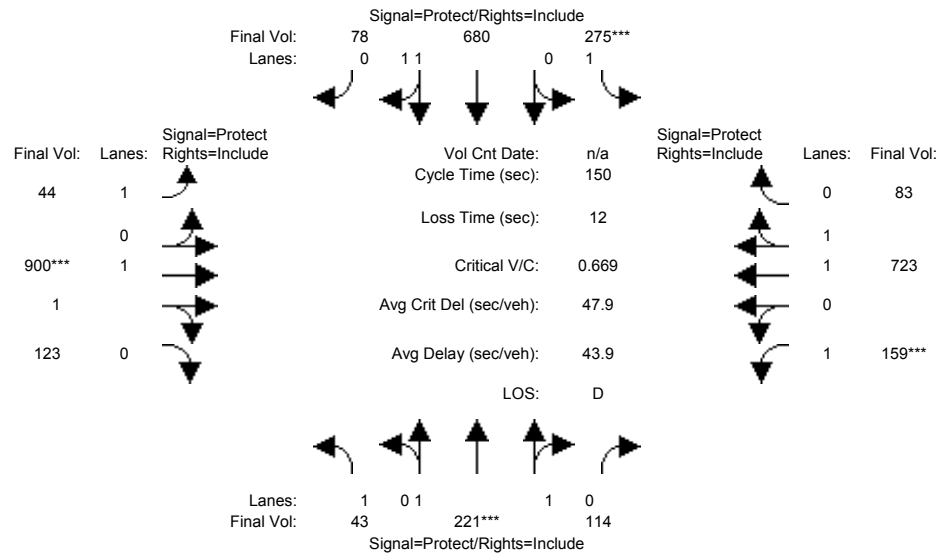 Signal=Protect/Rights=Include
Final Vol: 78 680 275***
Lanes: 0 1 1 0 1
Signal=Protect
Final Vol: Lanes: Rights=Include
Vol Cnt Date: n/a
Signal=Protect
Rights=Include Lanes: Final Vol:
Cycle Time (sec): 150
44 1
0 83
Loss Time (sec): 12
0
1
900*** 1
Critical V/C: 0.669
1 723
1
Avg Crit Del (sec/veh): 47.9
0
123 0
Avg Delay (sec/veh): 43.9
1 159***
LOS: D
Lanes: 1 0 1 1 0
Final Vol: 43 221*** 114
Signal=Protect/Rights=Include